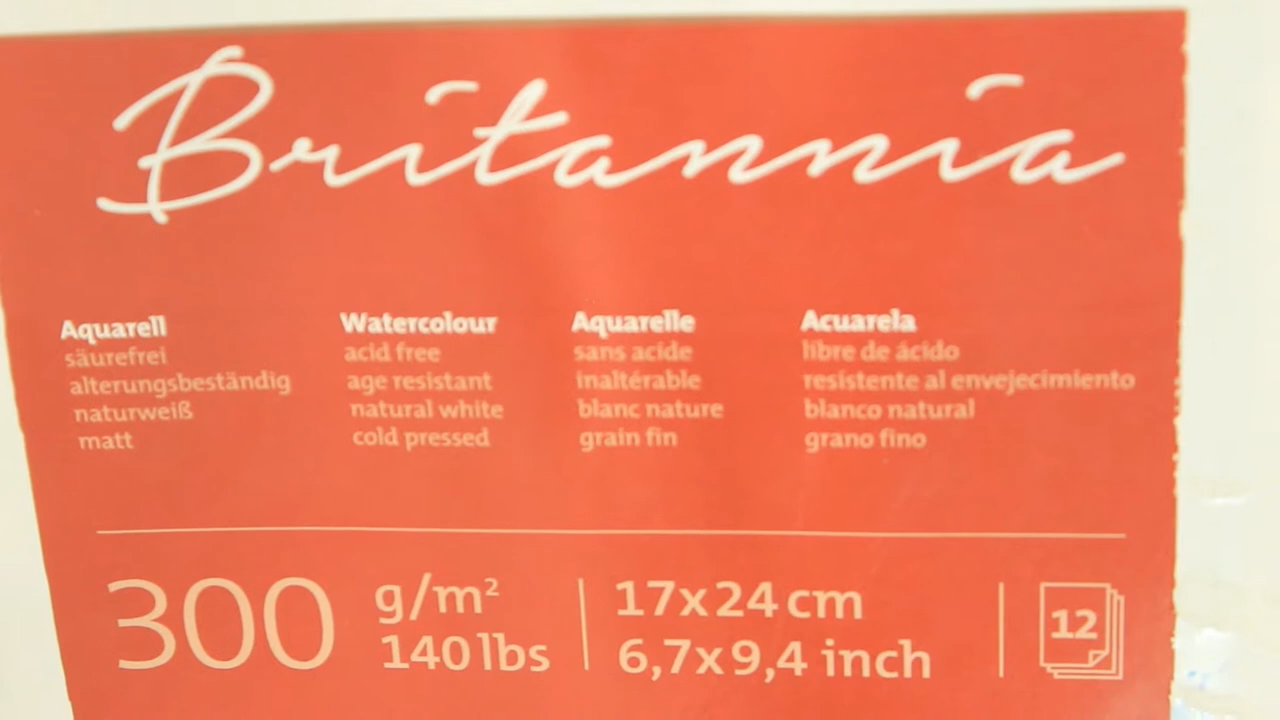 Britannia
Aquarell
säurefrei
alterungsbeständig
naturweiß
matt
Watercolour
acid free
age resistant
natural white
cold pressed
Aquarelle
sans acide
inaltérable
blanc nature
grain fin
Acuarela
libre de ácido
resistente al envejecimiento
blanco natural
grano fino
300 g/m²
140 lbs
17x24 cm
6,7x9,4 inch
12